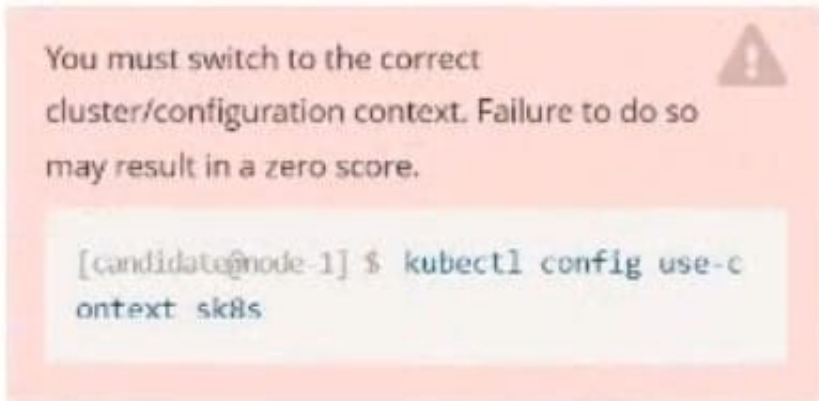 You must switch to the correct
cluster/configuration context. Failure to do so
may result in a zero score.
[candidate@node-1] $ kubectl config use-c
ontext sk8s